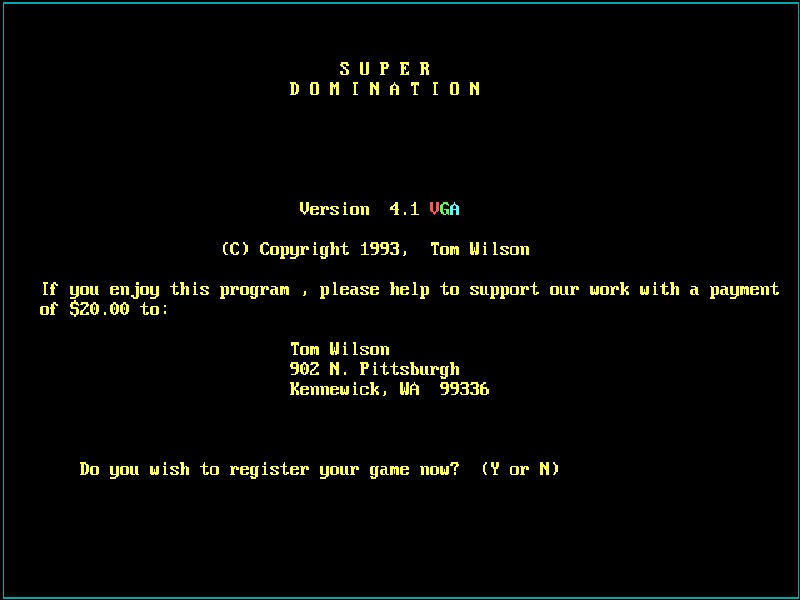 S U P E R
D O M I N A T I O N
Version  4.1 VGA
(C) Copyright 1993,  Tom Wilson
If you enjoy this program , please help to support our work with a payment
of $20.00 to:
Tom Wilson
902 N. Pittsburgh
Kennewick, WA  99336
Do you wish to register your game now?  (Y or N)